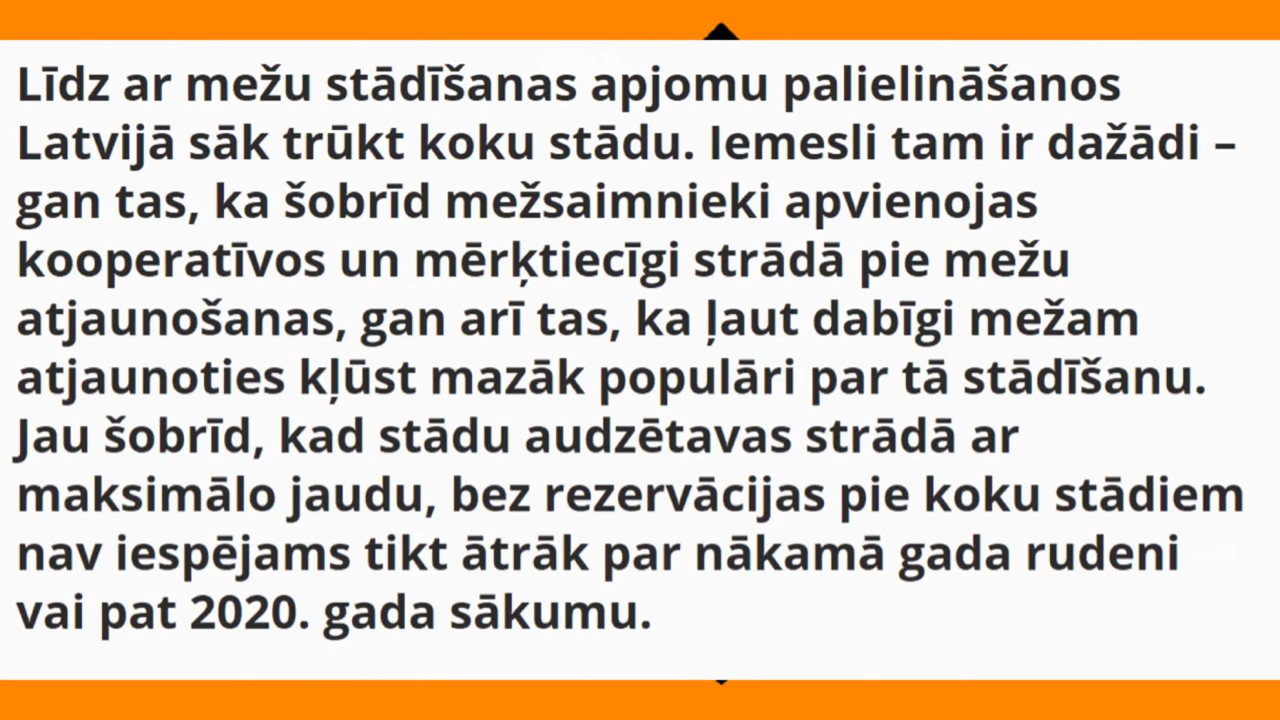 Līdz ar mežu stādīšanas apjomu palielināšanos
Latvijā sāk trūkt koku stādu. Iemesli tam ir dažādi –
gan tas, ka šobrīd mežsaimnieki apvienojas
kooperatīvos un mērķtiecīgi strādā pie mežu
atjaunošanas, gan arī tas, ka ļaut dabīgi mežam
atjaunoties kļūst mazāk populāri par tā stādīšanu.
Jau šobrīd, kad stādu audzētavas strādā ar
maksimālo jaudu, bez rezervācijas pie koku stādiem
nav iespējams tikt ātrāk par nākamā gada rudeni
vai pat 2020. gada sākumu.